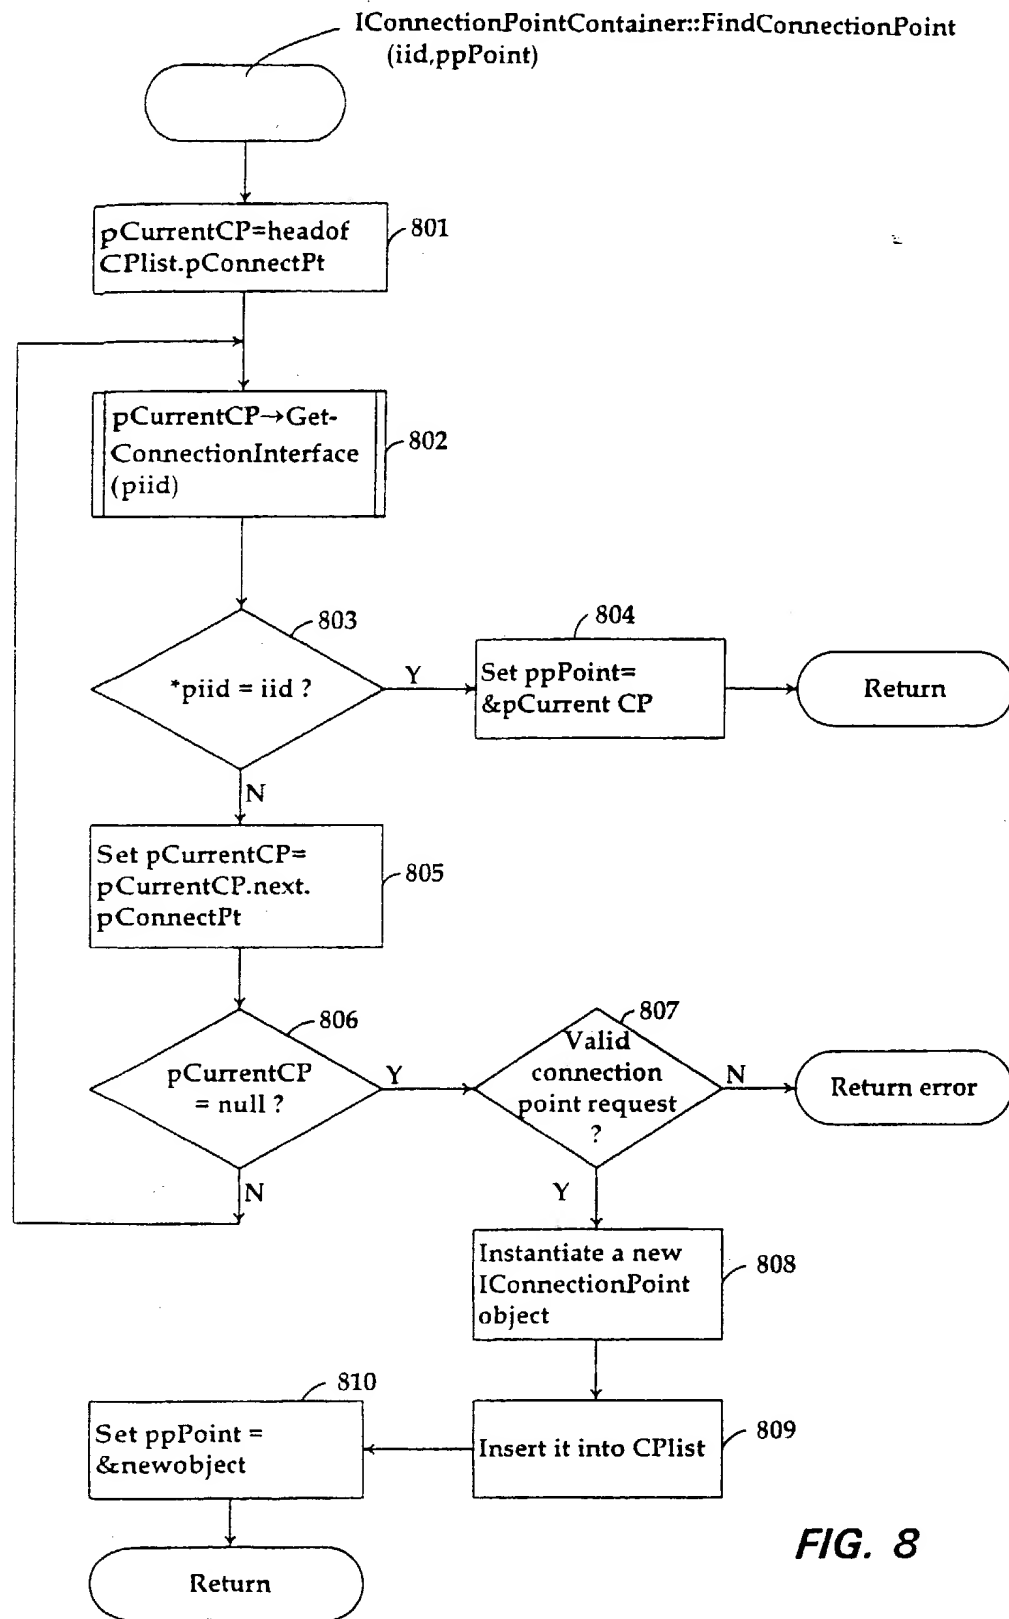 IConnectionPointContainer::FindConnectionPoint
(iid,ppPoint)
pCurrentCP=headof
CPlist.pConnectPt
801
pCurrentCP→Get-
ConnectionInterface
(piid)
802
803
*piid = iid ?
Y
804
Set ppPoint=
&pCurrent CP
Return
N
Set pCurrentCP=
pCurrentCP.next.
pConnectPt
805
806
pCurrentCP
= null ?
Y
N
807
Valid
connection
point request
?
N
Return error
Y
Instantiate a new
IConnectionPoint
object
808
Insert it into CPlist
809
810
Set ppPoint =
&newobject
Return
FIG. 8